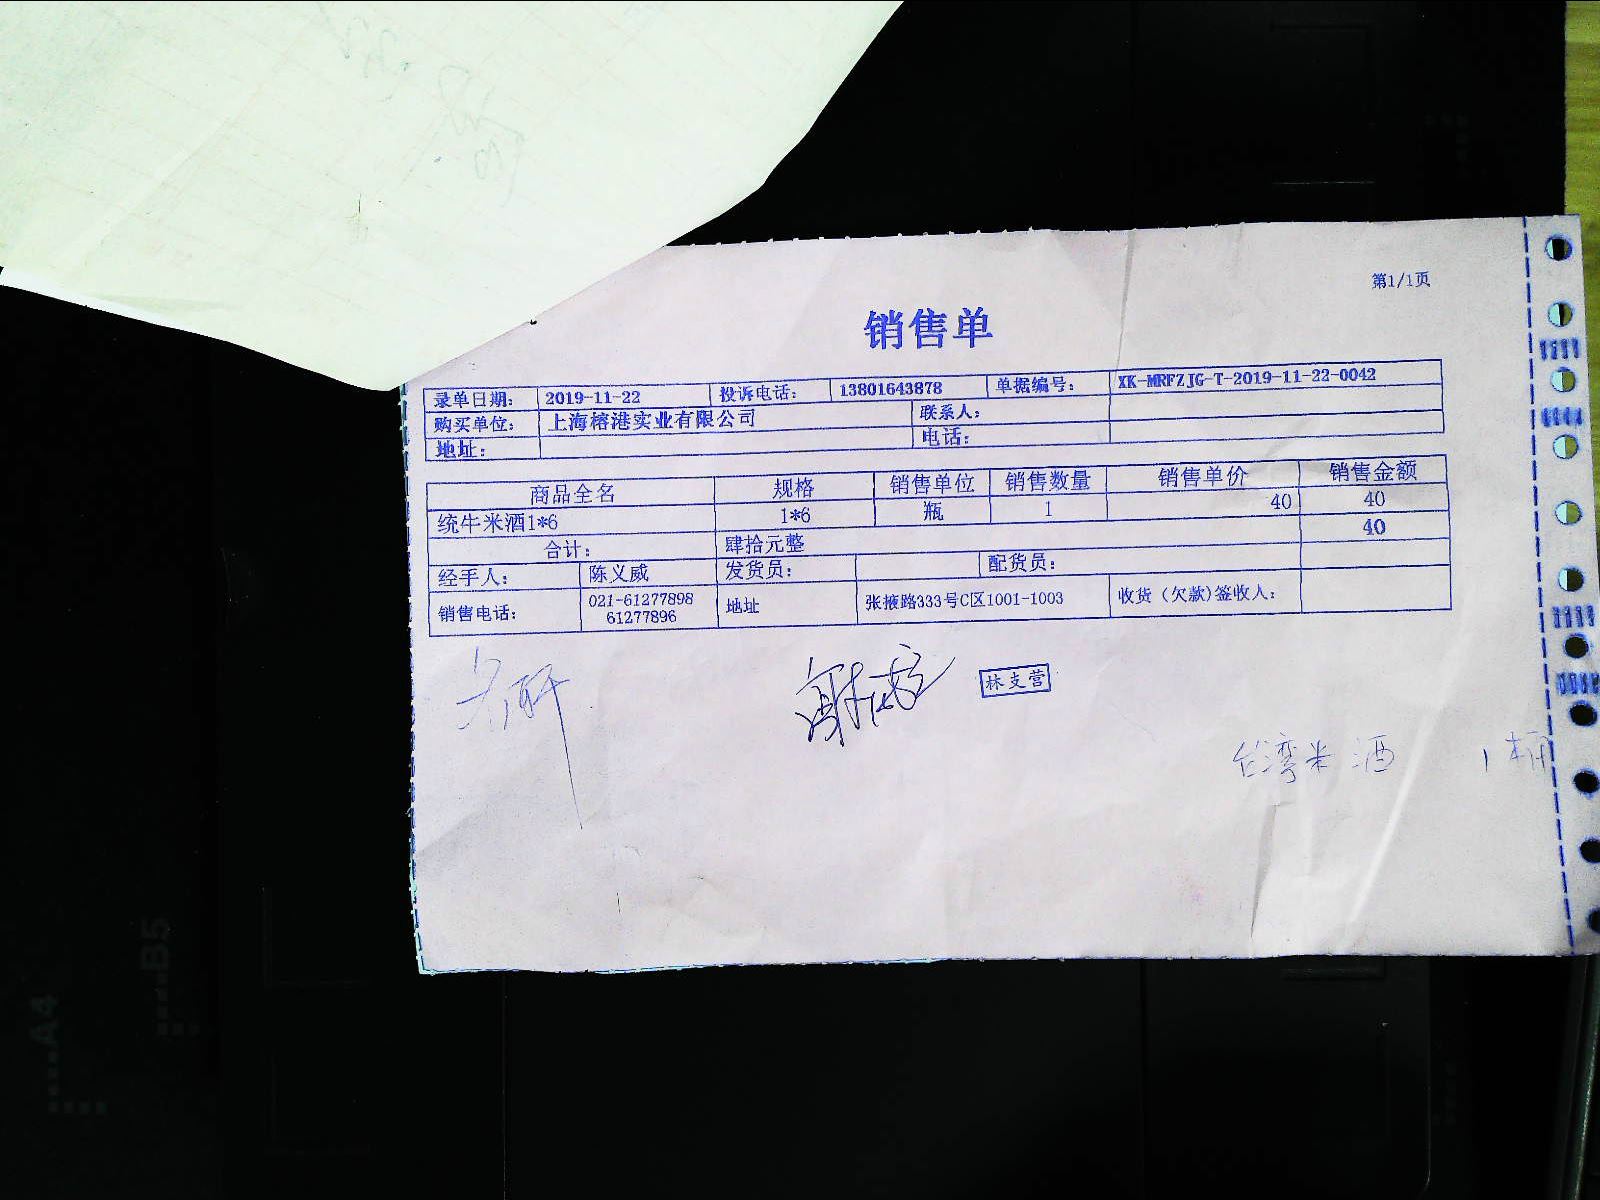 第1/1页
销售单
录单日期： 2019-11-22 投诉电话： 13801643878 单据编号： XK-MRFZJG-T-2019-11-22-0042
购买单位： 上海榕港实业有限公司 联系人：
地址： 电话：
商品全名 规格 销售单位 销售数量 销售单价 销售金额
统牛米酒1*6 1*6 瓶 1 40 40
合计： 肆拾元整 40
经手人： 陈义威 发货员： 配货员：
销售电话： 021-61277898 地址 张掖路333号C区1001-1003 收货（欠款)签收人：
61277896
林支营
台湾米酒 1
B5
A4